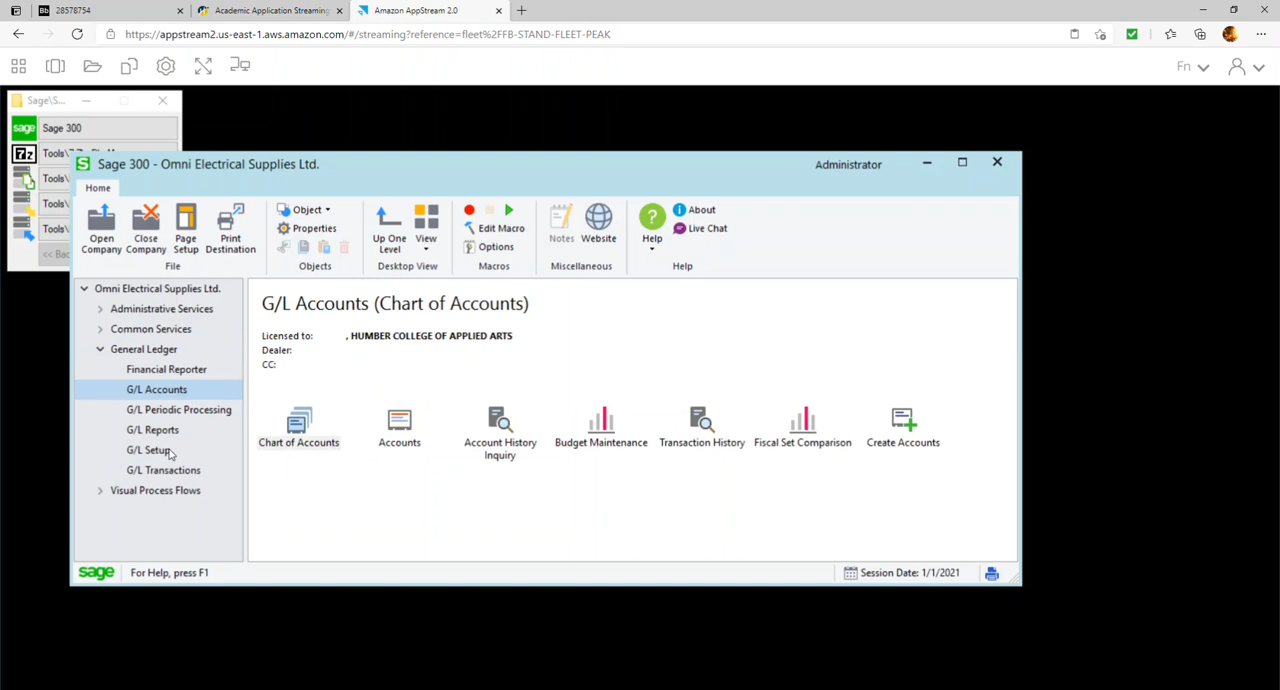 28578754
Academic Application Streaming
Amazon AppStream 2.0
https://appstream2.us-east-1.aws.amazon.com/#/streaming?reference=fleet%2FFB-STAND-FLEET-PEAK
Fn
Sage\S...
sage Sage 300
Tools\
Tools\
Tools\
Tools\
<< Bac
Sage 300 - Omni Electrical Supplies Ltd.
Administrator
Home
Open Company
Close Company
Page Setup
Print Destination
File
Object
Properties
Objects
Up One Level
View
Desktop View
Edit Macro
Options
Macros
Notes
Website
Miscellaneous
Help
About
Live Chat
Help
Omni Electrical Supplies Ltd.
Administrative Services
Common Services
General Ledger
Financial Reporter
G/L Accounts
G/L Periodic Processing
G/L Reports
G/L Setup
G/L Transactions
Visual Process Flows
G/L Accounts (Chart of Accounts)
Licensed to: , HUMBER COLLEGE OF APPLIED ARTS
Dealer:
CC:
Chart of Accounts
Accounts
Account History Inquiry
Budget Maintenance
Transaction History
Fiscal Set Comparison
Create Accounts
sage For Help, press F1
Session Date: 1/1/2021